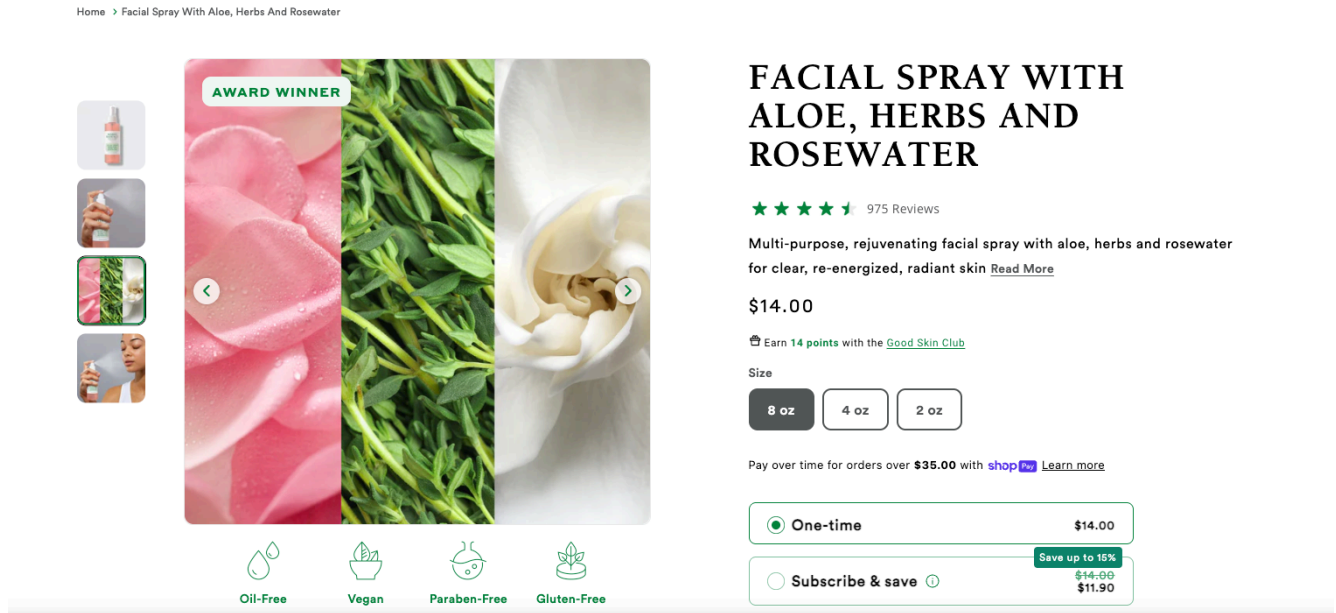 Home > Facial Spray With Aloe, Herbs And Rosewater
AWARD WINNER
Oil-Free
Vegan
Paraben-Free
Gluten-Free
FACIAL SPRAY WITH
ALOE, HERBS AND
ROSEWATER
975 Reviews
Multi-purpose, rejuvenating facial spray with aloe, herbs and rosewater
for clear, re-energized, radiant skin Read More
$14.00
Earn 14 points with the Good Skin Club
Size
8 oz
4 oz
2 oz
Pay over time for orders over $35.00 with shop Pay Learn more
One-time $14.00
Save up to 15%
Subscribe & save $14.00
$11.90